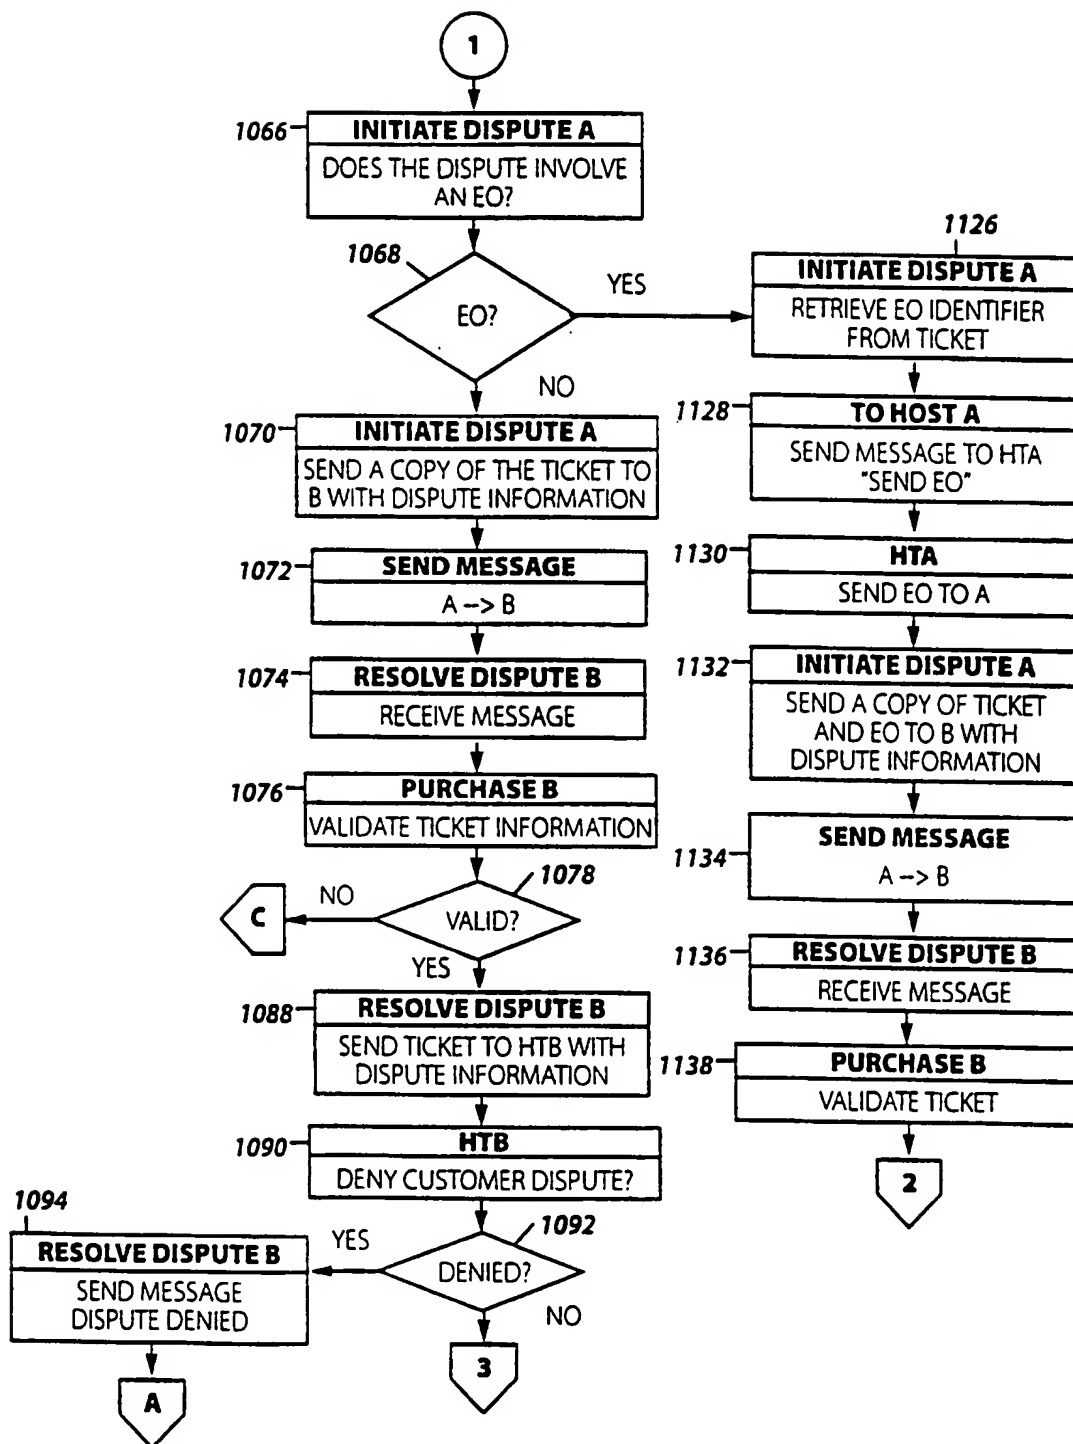 1
1066
INITIATE DISPUTE A
DOES THE DISPUTE INVOLVE
AN EO?
1068
EO?
YES
NO
1070
INITIATE DISPUTE A
SEND A COPY OF THE TICKET TO
B WITH DISPUTE INFORMATION
1072
SEND MESSAGE
A --> B
1074
RESOLVE DISPUTE B
RECEIVE MESSAGE
1076
PURCHASE B
VALIDATE TICKET INFORMATION
1078
VALID?
NO
C
YES
1088
RESOLVE DISPUTE B
SEND TICKET TO HTB WITH
DISPUTE INFORMATION
1090
HTB
DENY CUSTOMER DISPUTE?
1092
DENIED?
YES
NO
1094
RESOLVE DISPUTE B
SEND MESSAGE
DISPUTE DENIED
A
3
1126
INITIATE DISPUTE A
RETRIEVE EO IDENTIFIER
FROM TICKET
1128
TO HOST A
SEND MESSAGE TO HTA
"SEND EO"
1130
HTA
SEND EO TO A
1132
INITIATE DISPUTE A
SEND A COPY OF TICKET
AND EO TO B WITH
DISPUTE INFORMATION
1134
SEND MESSAGE
A --> B
1136
RESOLVE DISPUTE B
RECEIVE MESSAGE
1138
PURCHASE B
VALIDATE TICKET
2